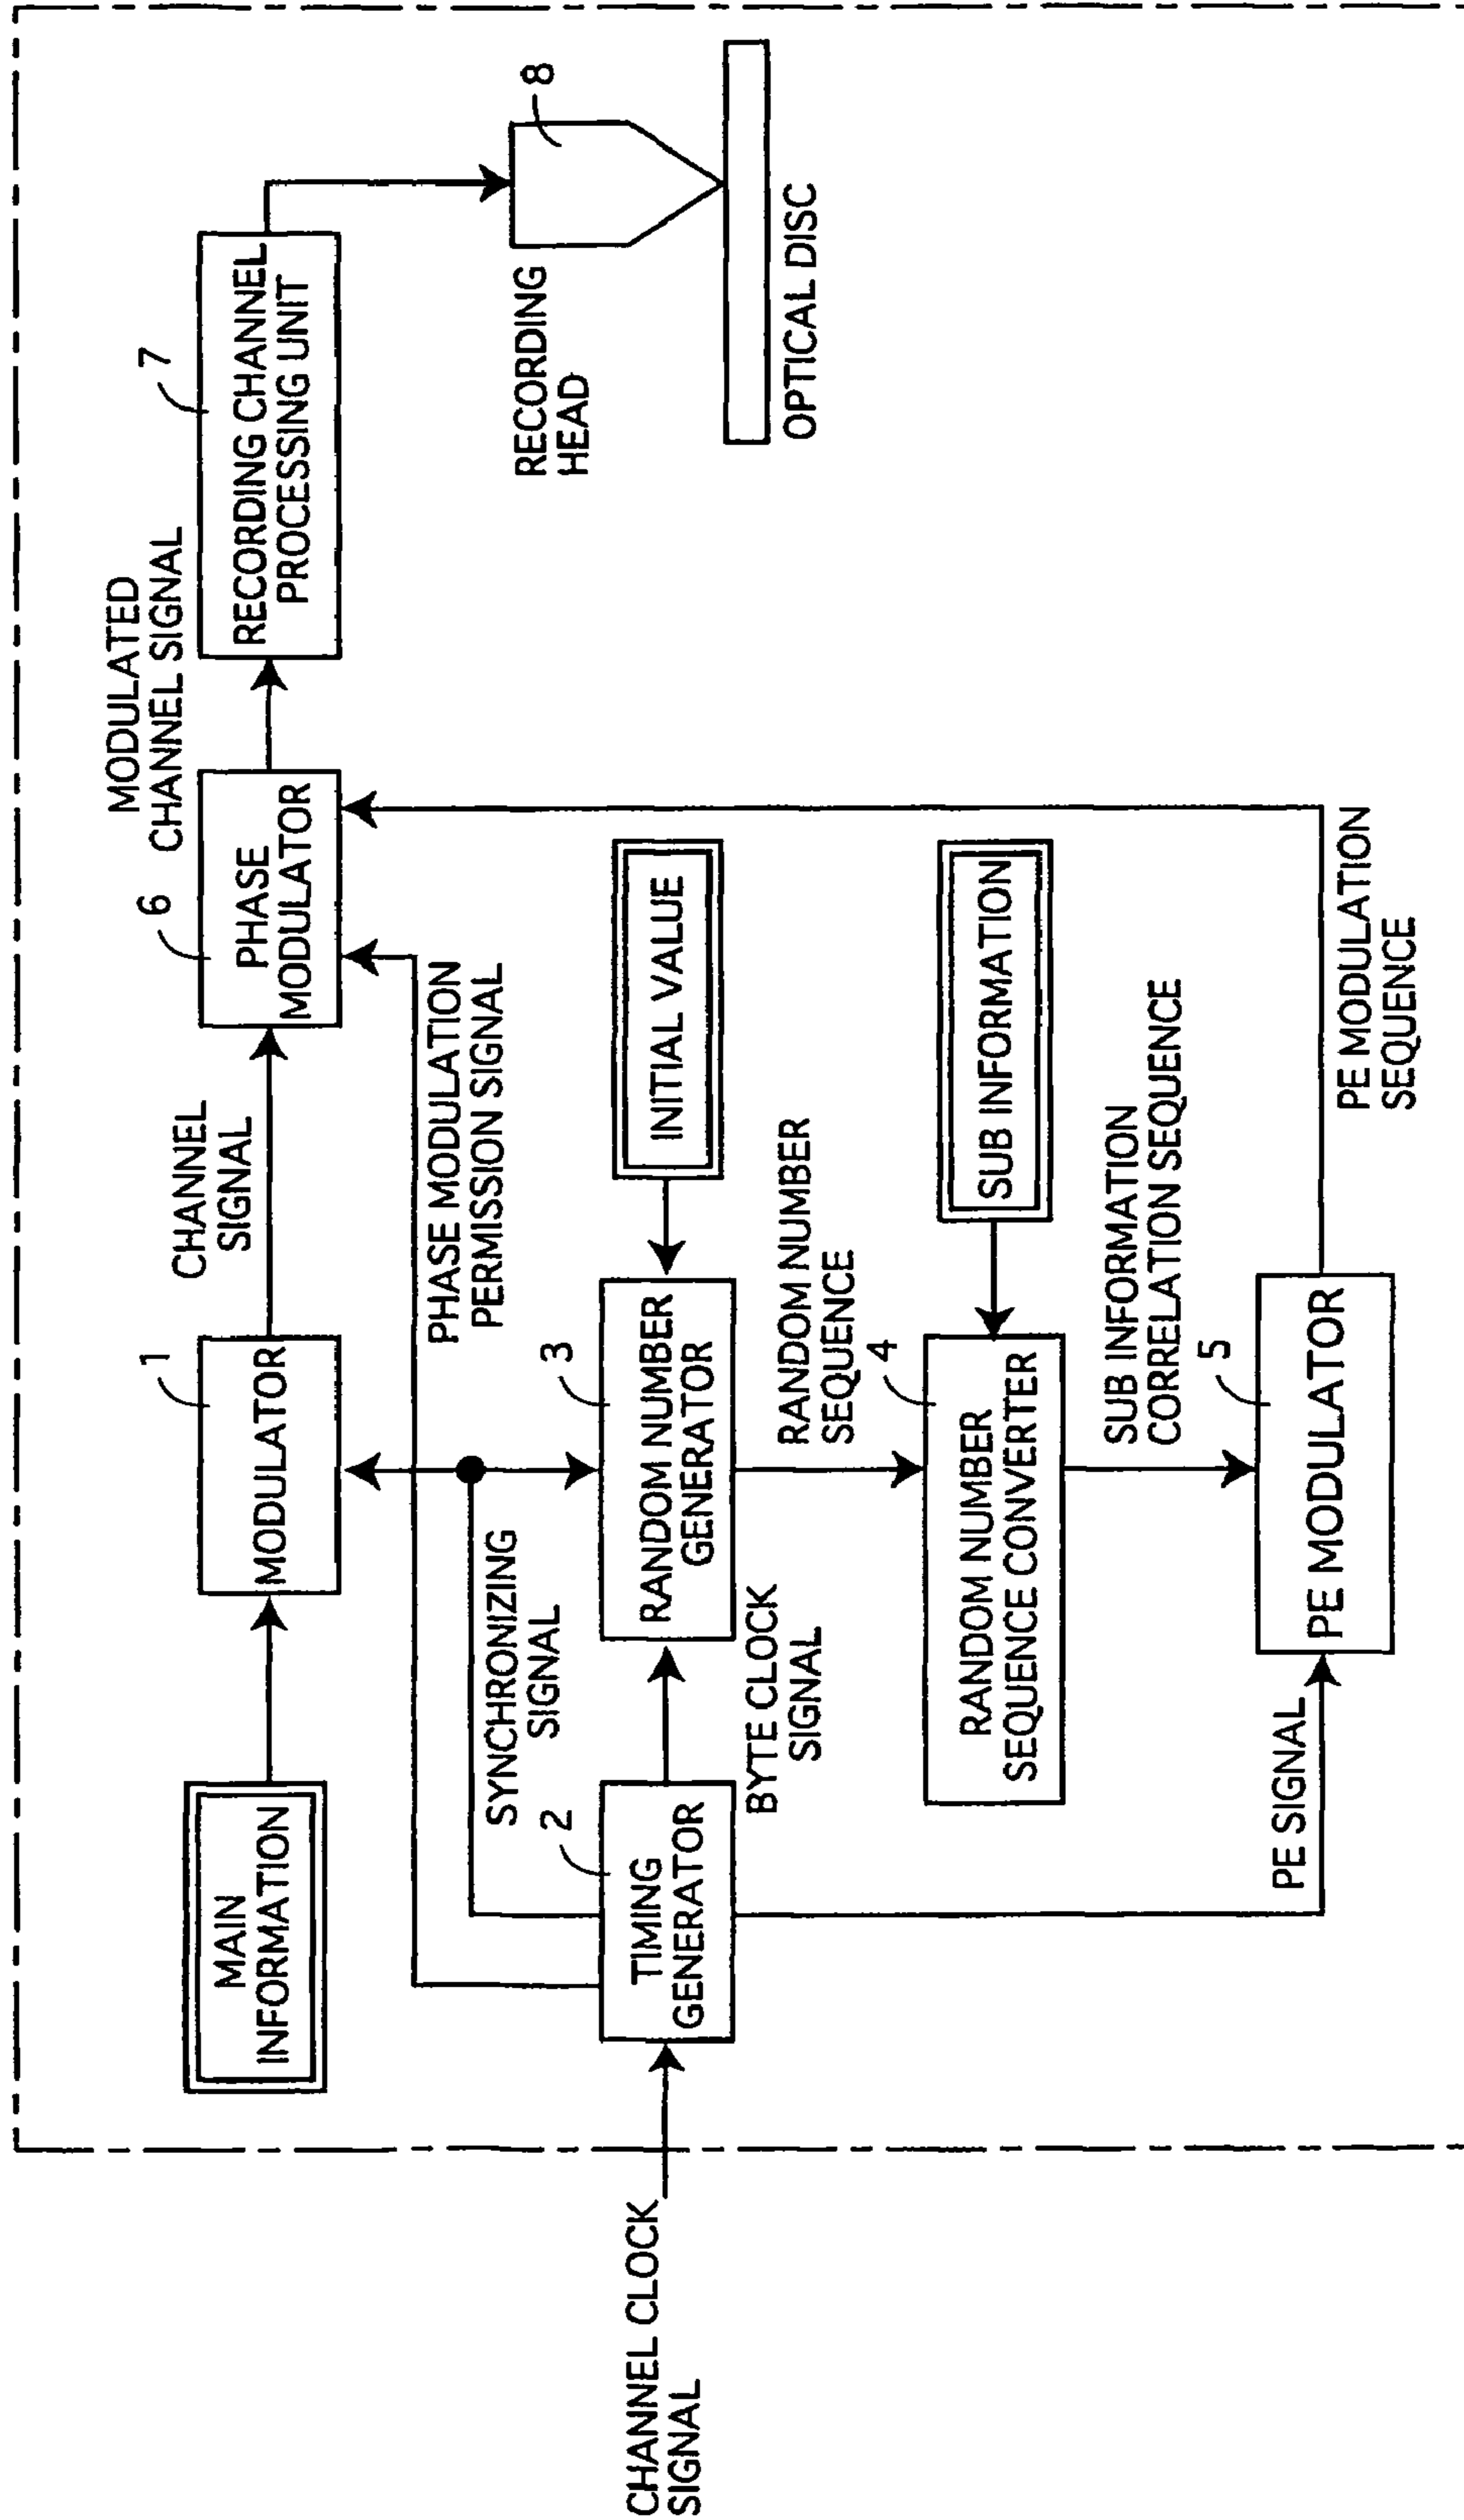 MAIN
INFORMATION
1
MODULATOR
CHANNEL
SIGNAL
6
PHASE
MODULATOR
MODULATED
CHANNEL SIGNAL
7
RECORDING CHANNEL
PROCESSING UNIT
PHASE MODULATION
PERMISSION SIGNAL
SYNCHRONIZING
SIGNAL
RECORDING
HEAD
8
OPTICAL DISC
CHANNEL CLOCK
SIGNAL
2
TIMING
GENERATOR
BYTE CLOCK
SIGNAL
3
RANDOM NUMBER
GENERATOR
INITIAL VALUE
RANDOM NUMBER
SEQUENCE
4
RANDOM NUMBER
SEQUENCE CONVERTER
SUB INFORMATION
SUB INFORMATION
CORRELATION SEQUENCE
PE SIGNAL
5
PE MODULATOR
PE MODULATION
SEQUENCE